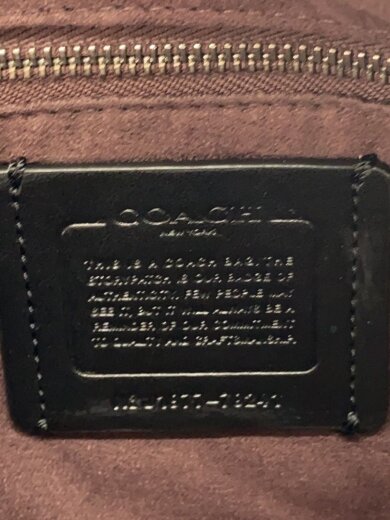 COACH
NEW YORK
THIS IS A COACH BAG. THE
STORYPATCH IS OUR BADGE OF
AUTHENTICITY. FEW PEOPLE MAY
SEE IT, BUT IT WILL ALWAYS BE A
REMINDER OF OUR COMMITMENT
TO QUALITY AND CRAFTSMANSHIP.